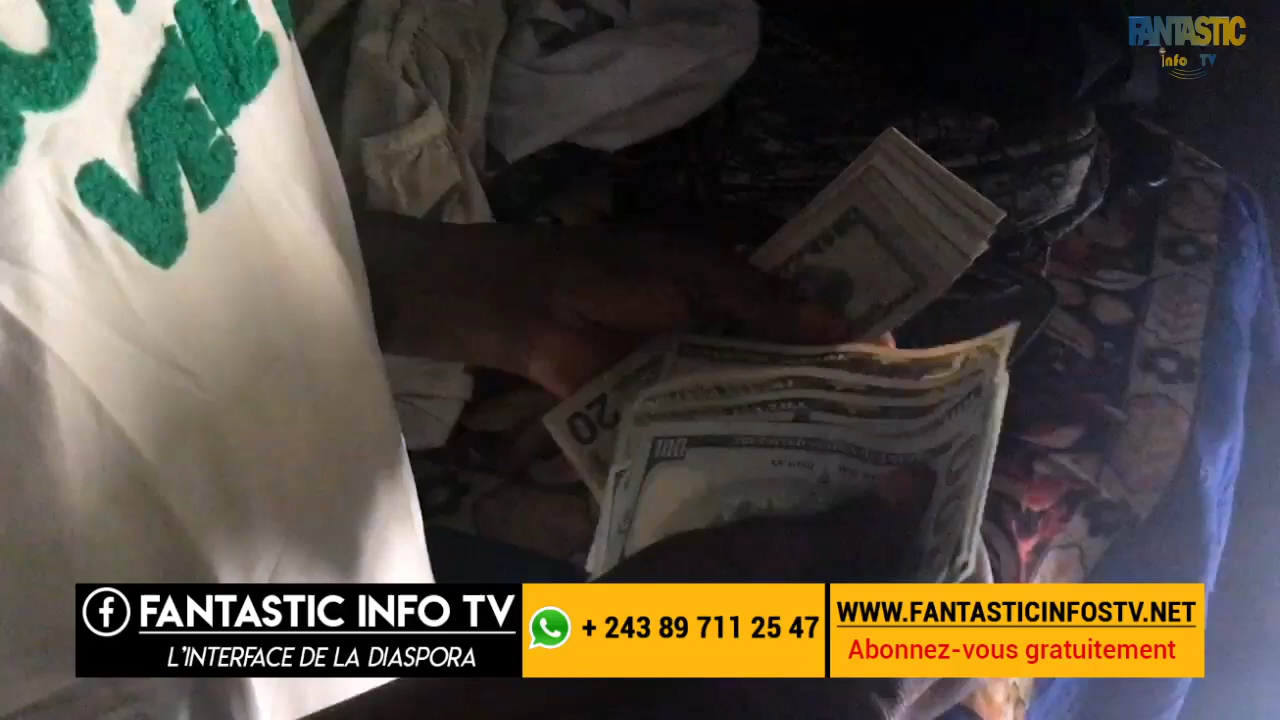 FANTASTIC
info TV
20
100
FANTASTIC INFO TV
L'INTERFACE DE LA DIASPORA
+ 243 89 711 25 47
WWW.FANTASTICINFOSTV.NET
Abonnez-vous gratuitement